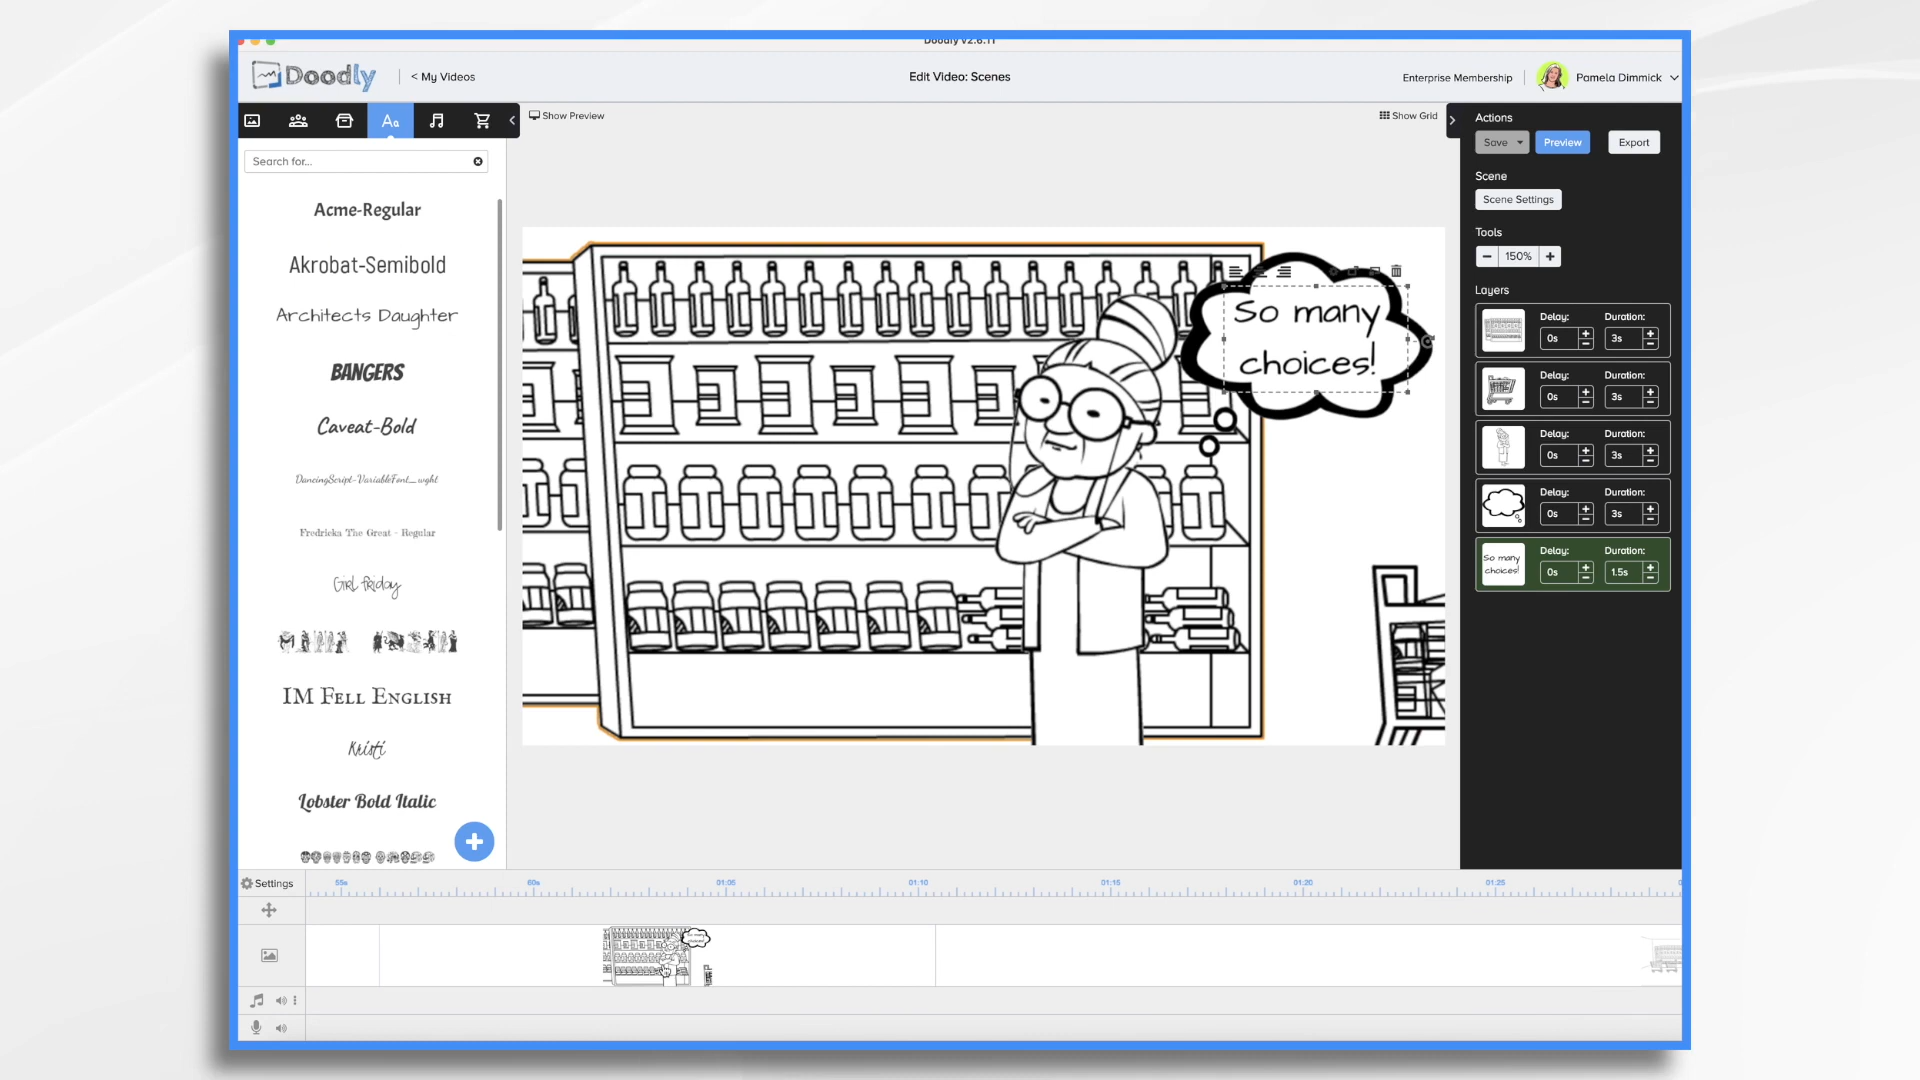 Doodly v2.6.11
Doodly
< My Videos
Edit Video: Scenes
Enterprise Membership
Pamela Dimmick
Aa
Show Preview
Show Grid
Search for...
Acme-Regular
Akrobat-Semibold
Architects Daughter
BANGERS
Caveat-Bold
DancingScript-VariableFont_wght
Fredricka The Great - Regular
Girl Friday
IM FELL ENGLISH
Kristi
Lobster Bold Italic
So many
choices!
Actions
Save
Preview
Export
Scene
Scene Settings
Tools
150%
Layers
Delay:
Duration:
0s
3s
Delay:
Duration:
0s
3s
Delay:
Duration:
0s
3s
Delay:
Duration:
0s
3s
So many
choices!
Delay:
Duration:
0s
1.5s
Settings
55s
60s
01:05
01:10
01:15
01:20
01:25